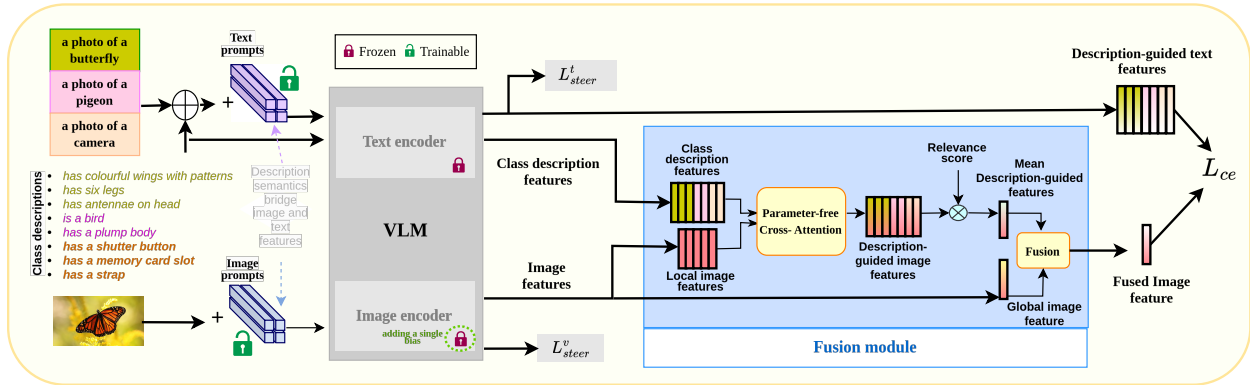 a photo of a
butterfly
a photo of a
pigeon
a photo of a
camera
Text
prompts
+
Frozen
Trainable
L^t_steer
Description-guided text
features
Text encoder
VLM
Image encoder
adding a single
bias
Description
semantics
bridge
image and
text
features
Class descriptions
• has colourful wings with patterns
• has six legs
• has antennae on head
• is a bird
• has a plump body
• has a shutter button
• has a memory card slot
• has a strap
Image
prompts
+
Class description
features
Image
features
L^v_steer
Class
description
features
Local image
features
Parameter-free
Cross- Attention
Description-
guided image
features
Relevance
score
Mean
Description-guided
features
Fusion
Global image
feature
Fusion module
Fused Image
feature
L_ce